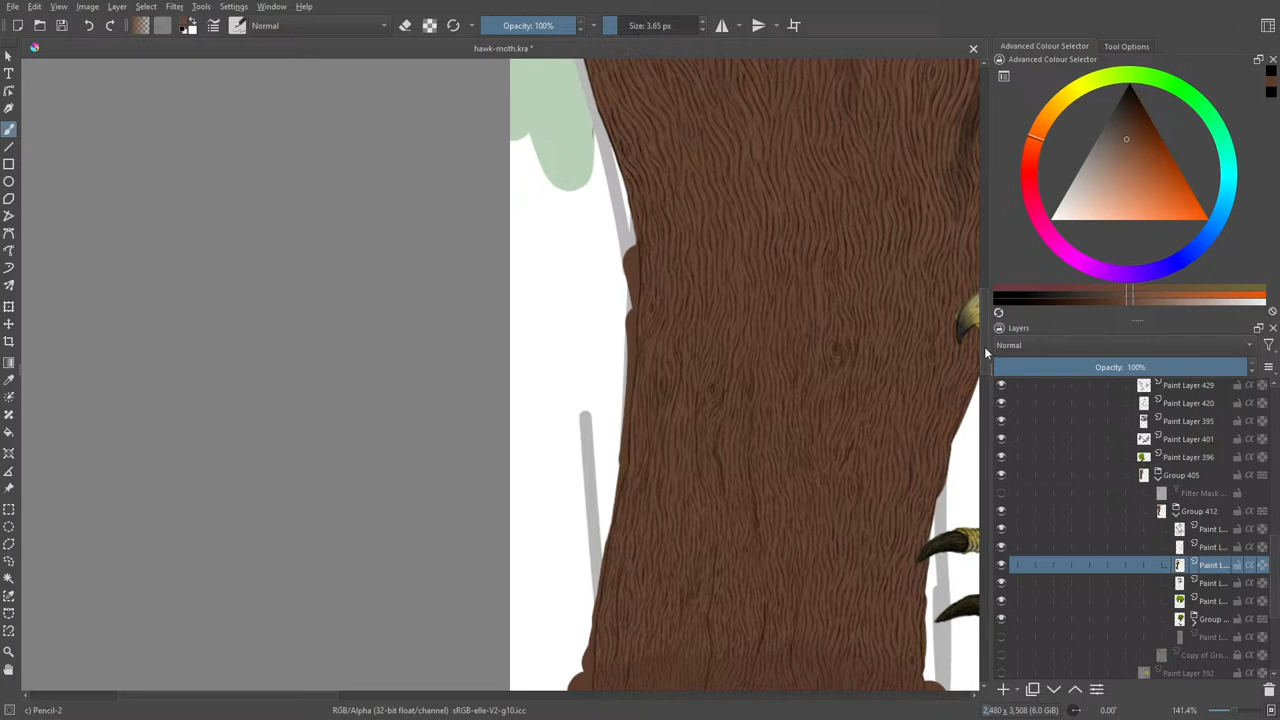 File Edit View Image Layer Select Filter Tools Settings Window Help
Normal
Opacity: 100%
Size: 3.65 px
hawk-moth.kra *
Advanced Colour Selector
Tool Options
Advanced Colour Selector
Layers
Normal
Opacity: 100%
Paint Layer 429
Paint Layer 420
Paint Layer 395
Paint Layer 401
Paint Layer 396
Group 405
Filter Mask ...
Group 412
Paint L...
Paint L...
Paint L...
Paint L...
Paint L...
Group ...
Paint L...
Copy of Gro...
Paint Layer 392
c) Pencil-2
RGB/Alpha (32-bit float/channel) sRGB-elle-V2-g10.icc
2,480 x 3,508 (6.0 GiB)
0.00°
141.4%